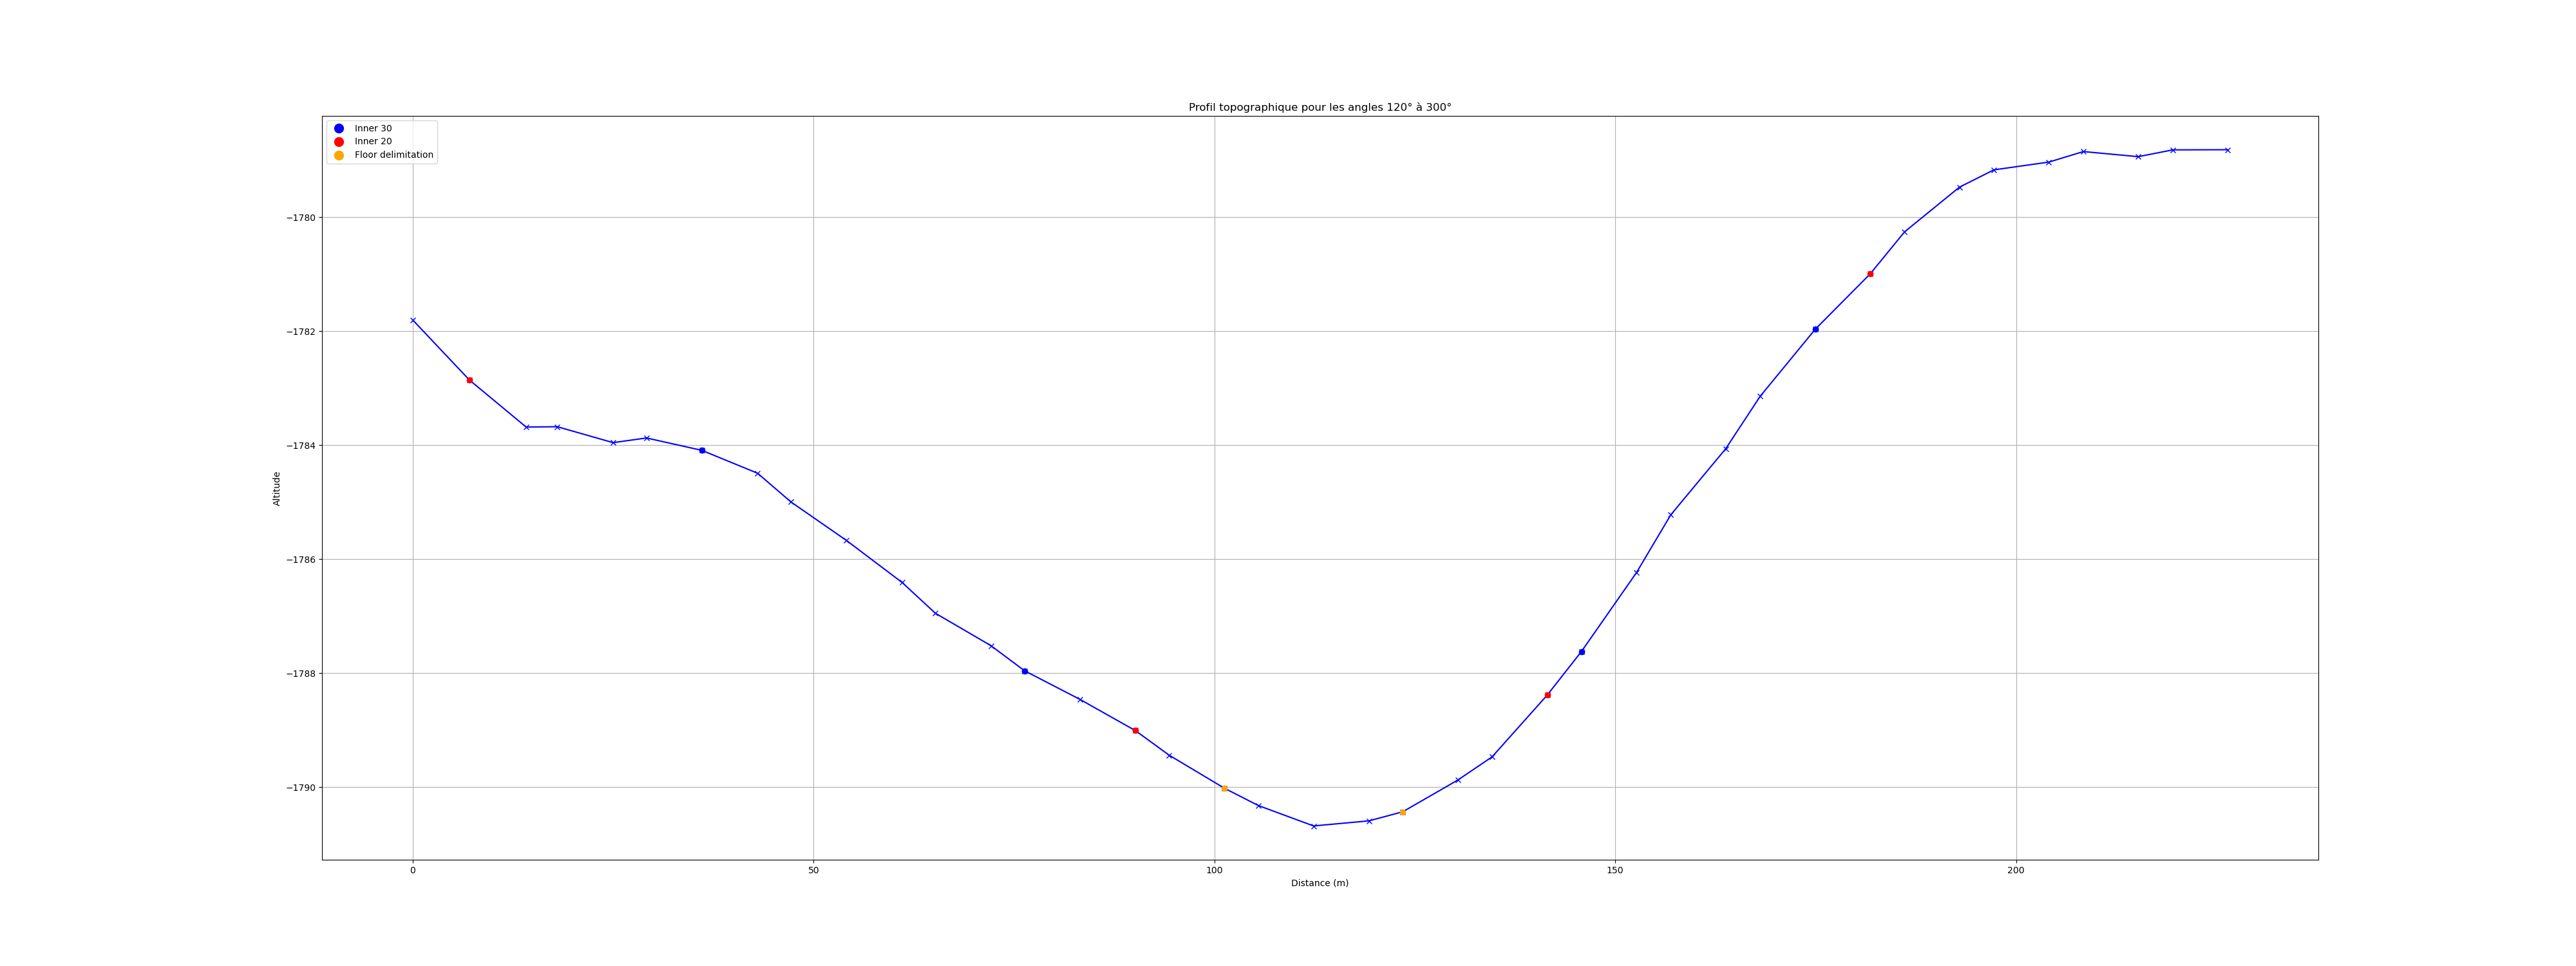 Profil topographique pour les angles 120° à 300°
Inner 30
Inner 20
Floor delimitation
−1780
−1782
−1784
−1786
−1788
−1790
Altitude
0 50 100 150 200
Distance (m)